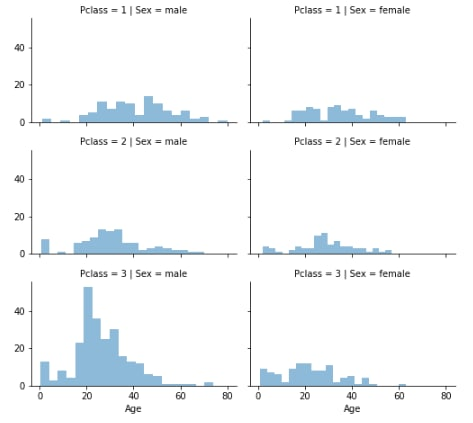 Pclass = 1 | Sex = male
Pclass = 1 | Sex = female
40
20
0
Pclass = 2 | Sex = male
Pclass = 2 | Sex = female
40
20
0
Pclass = 3 | Sex = male
Pclass = 3 | Sex = female
40
20
0
0 20 40 60 80
0 20 40 60 80
Age
Age